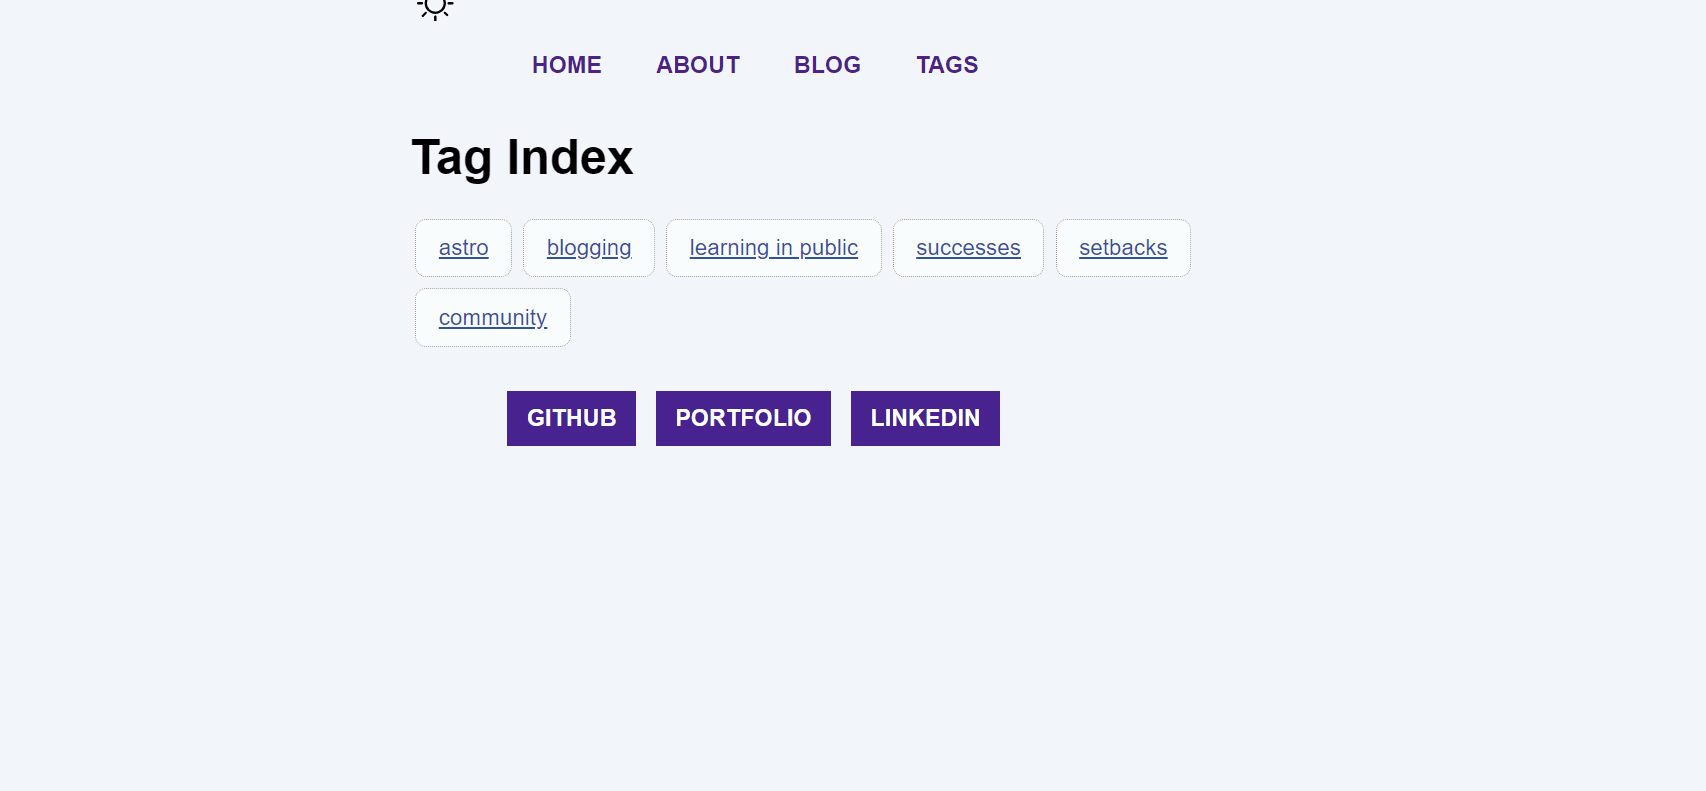 HOME ABOUT BLOG TAGS
Tag Index
astro blogging learning in public successes setbacks
community
GITHUB PORTFOLIO LINKEDIN